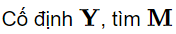 Cố định Y, tìm M